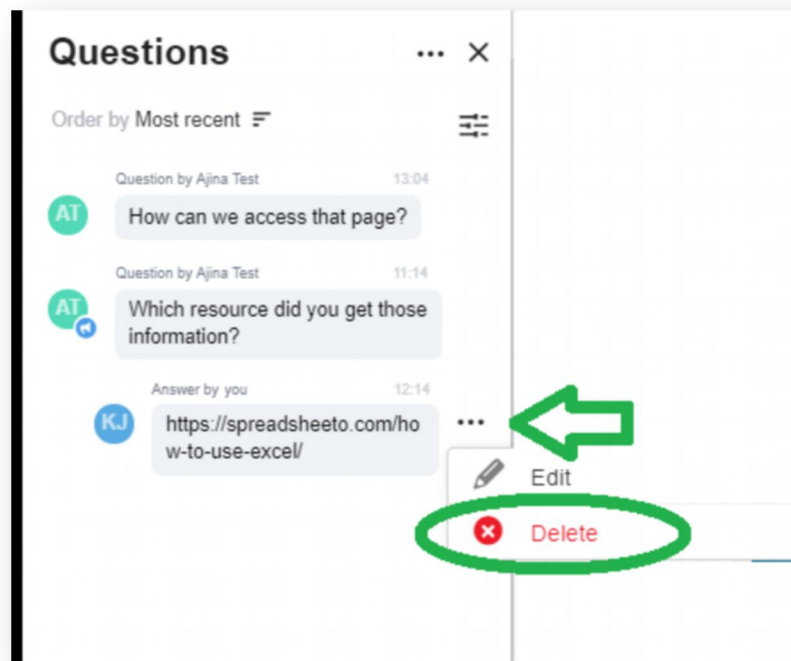 Questions
Order by Most recent
Question by Ajina Test 13:04
AT
How can we access that page?
Question by Ajina Test 11:14
AT
Which resource did you get those
information?
Answer by you 12:14
KJ
https://spreadsheeto.com/ho
w-to-use-excel/
Edit
Delete